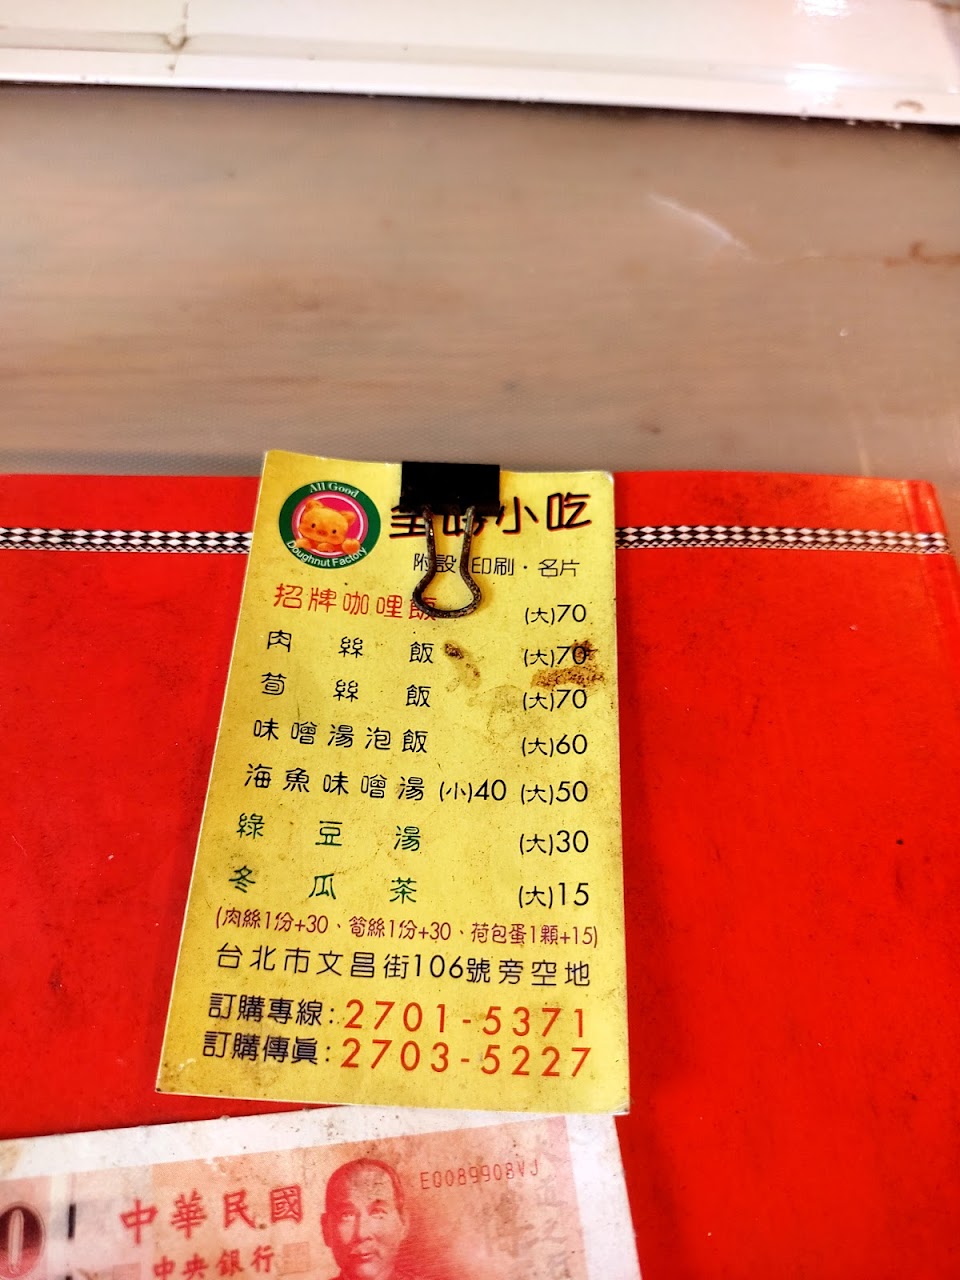 All Good
Doughnut Factory
小吃
附設 印刷・名片
招牌咖哩飯 (大)70
肉絲飯 (大)70
荀絲飯 (大)70
味噌湯泡飯 (大)60
海魚味噌湯 (小)40 (大)50
綠豆湯 (大)30
冬瓜茶 (大)15
(肉絲1份+30、筍絲1份+30、荷包蛋1顆+15)
台北市文昌街106號旁空地
訂購專線:2701-5371
訂購傳眞:2703-5227
EQ089908VJ
中華民國
中央銀行